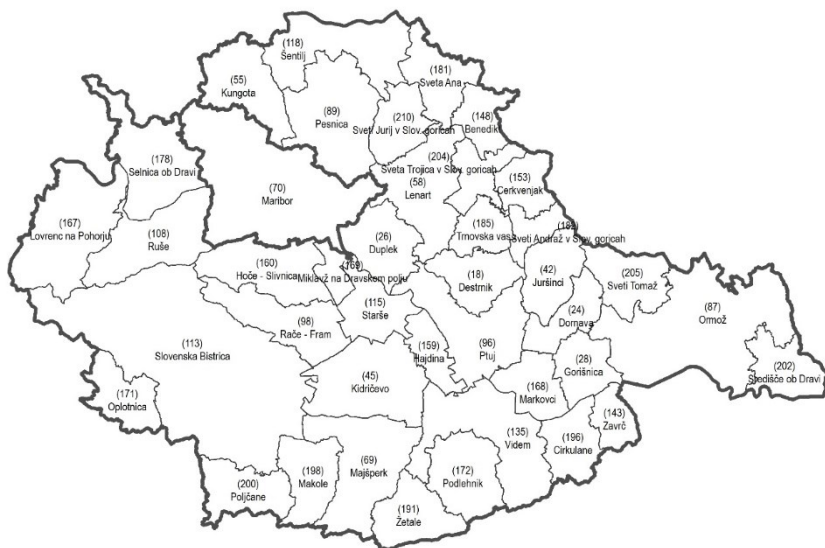 (118)
Šentilj
(55)
Kungota
(181)
Sveta Ana
(89)
Pesnica
(210)
Sveti Jurij v Slov. goricah
(148)
Benedikt
(204)
Sveta Trojica v Slov. goricah
(178)
Selnica ob Dravi
(58)
Lenart
(153)
Cerkvenjak
(70)
Maribor
(167)
Lovrenc na Pohorju
(108)
Ruše
(26)
Duplek
(185)
Trnovska vas
(182)
Sveti Andraž v Slov. goricah
(160)
Hoče - Slivnica
(169)
Miklavž na Dravskem polju
(18)
Destrnik
(42)
Juršinci
(205)
Sveti Tomaž
(87)
Ormož
(115)
Starše
(24)
Dornava
(98)
Rače - Fram
(113)
Slovenska Bistrica
(159)
Hajdina
(96)
Ptuj
(28)
Gorišnica
(202)
Središče ob Dravi
(171)
Oplotnica
(45)
Kidričevo
(168)
Markovci
(143)
Zavrč
(135)
Videm
(196)
Cirkulane
(200)
Poljčane
(198)
Makole
(69)
Majšperk
(172)
Podlehnik
(191)
Žetale